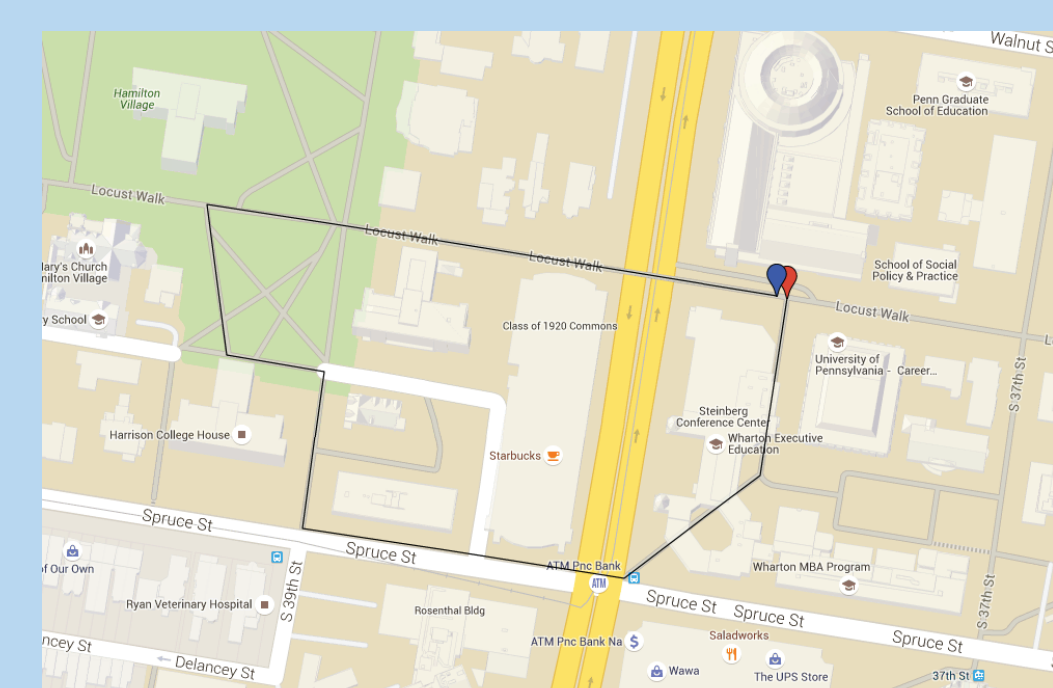 Walnut S
Hamilton
Village
Penn Graduate
School of Education
Locust Walk
Locust Walk
Locust Walk
lary's Church
milton Village
School of Social
Policy & Practice
Locust Walk
y School
Class of 1920 Commons
L
University of
Pennsylvania - Career...
S 37th St
Steinberg
Conference Center
Harrison College House
Wharton Executive
Education
Starbucks
Spruce St
Spruce St
ATM Pnc Bank
ATM
of Our Own
Wharton MBA Program
S 39th St
Ryan Veterinary Hospital
Rosenthal Bldg
Spruce St
Spruce St
S 37th St
Spruce St
ncey St
Delancey St
ATM Pnc Bank Na
$
Saladworks
Wawa
The UPS Store
37th St